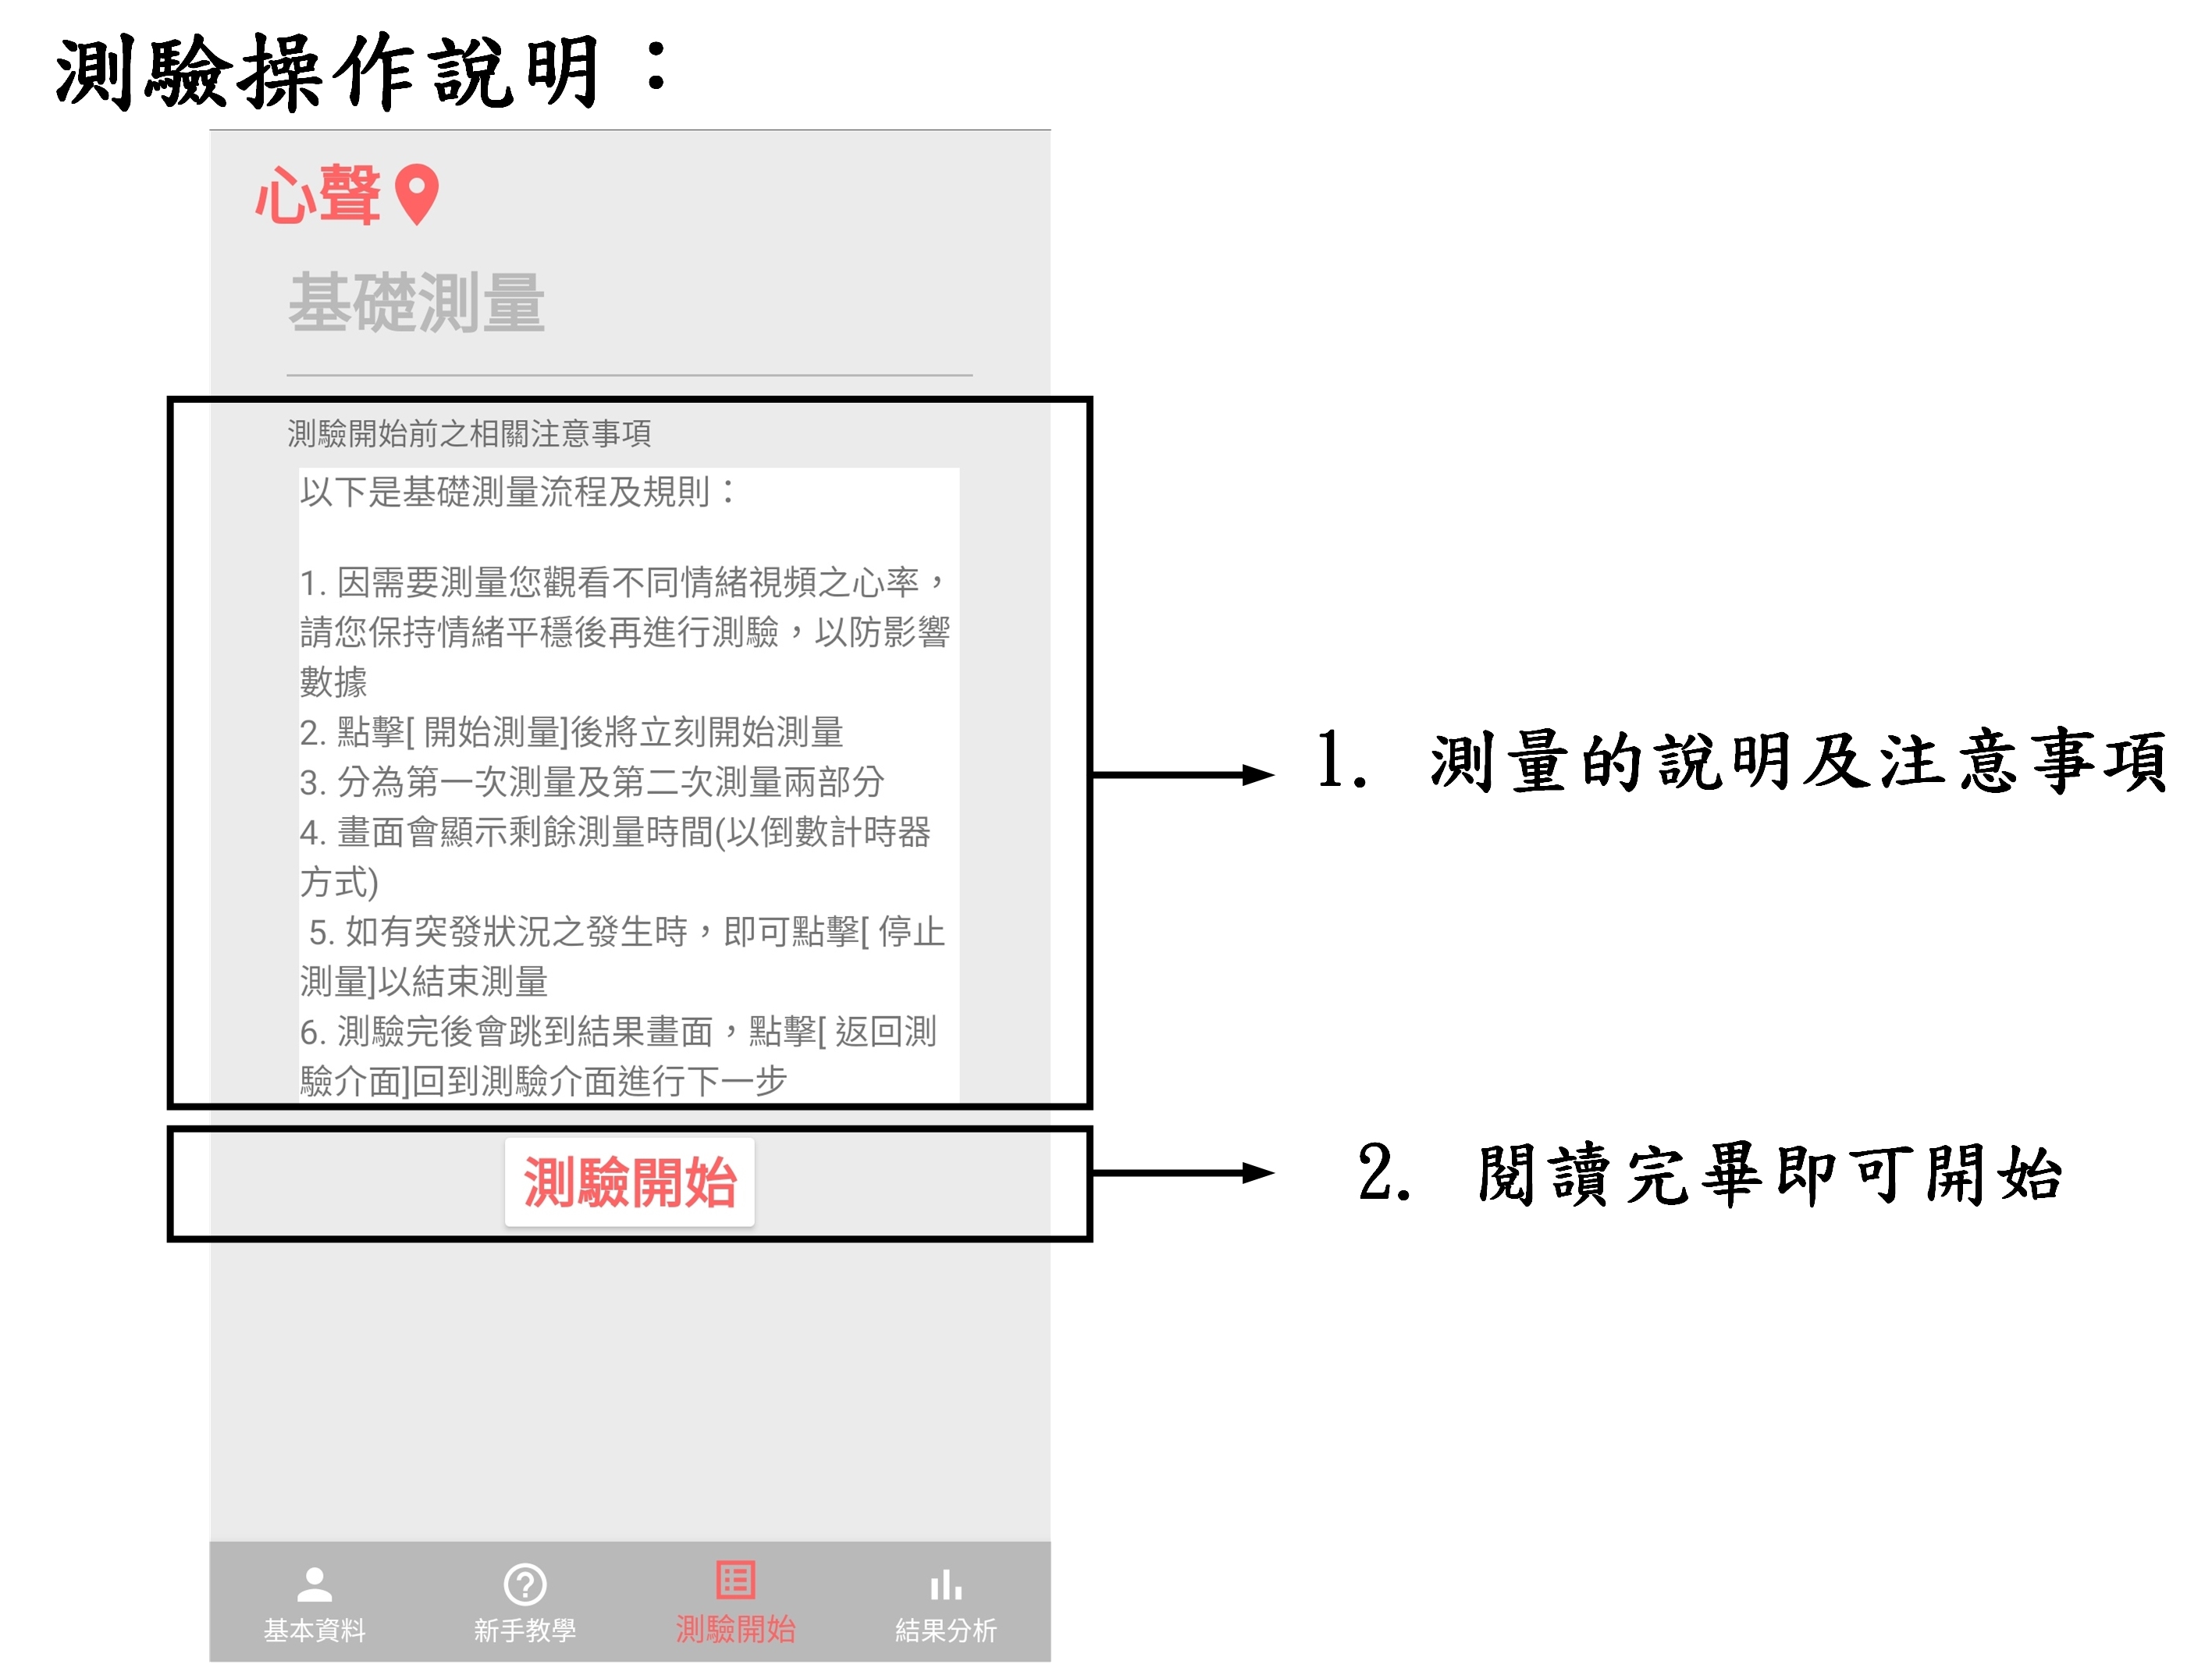 測驗操作說明：
心聲
基礎測量
測驗開始前之相關注意事項
以下是基礎測量流程及規則：
1. 因需要測量您觀看不同情緒視頻之心率，
請您保持情緒平穩後再進行測驗，以防影響
數據
2. 點擊[ 開始測量]後將立刻開始測量
3. 分為第一次測量及第二次測量兩部分
4. 畫面會顯示剩餘測量時間(以倒數計時器
方式)
5. 如有突發狀況之發生時，即可點擊[ 停止
測量]以結束測量
6. 測驗完後會跳到結果畫面，點擊[ 返回測
驗介面]回到測驗介面進行下一步
1. 測量的說明及注意事項
測驗開始
2. 閱讀完畢即可開始
基本資料
新手教學
測驗開始
結果分析